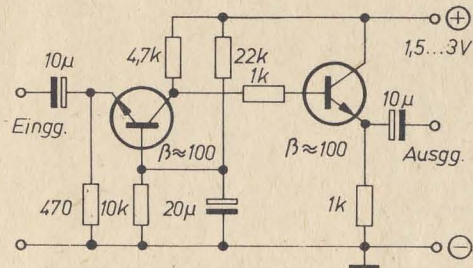 ⊕
4,7k
22k
1,5...3V
10µ
1k
10µ
Eingg.
β≈100
β≈100
Ausgg.
470
10k
20µ
1k
⊖